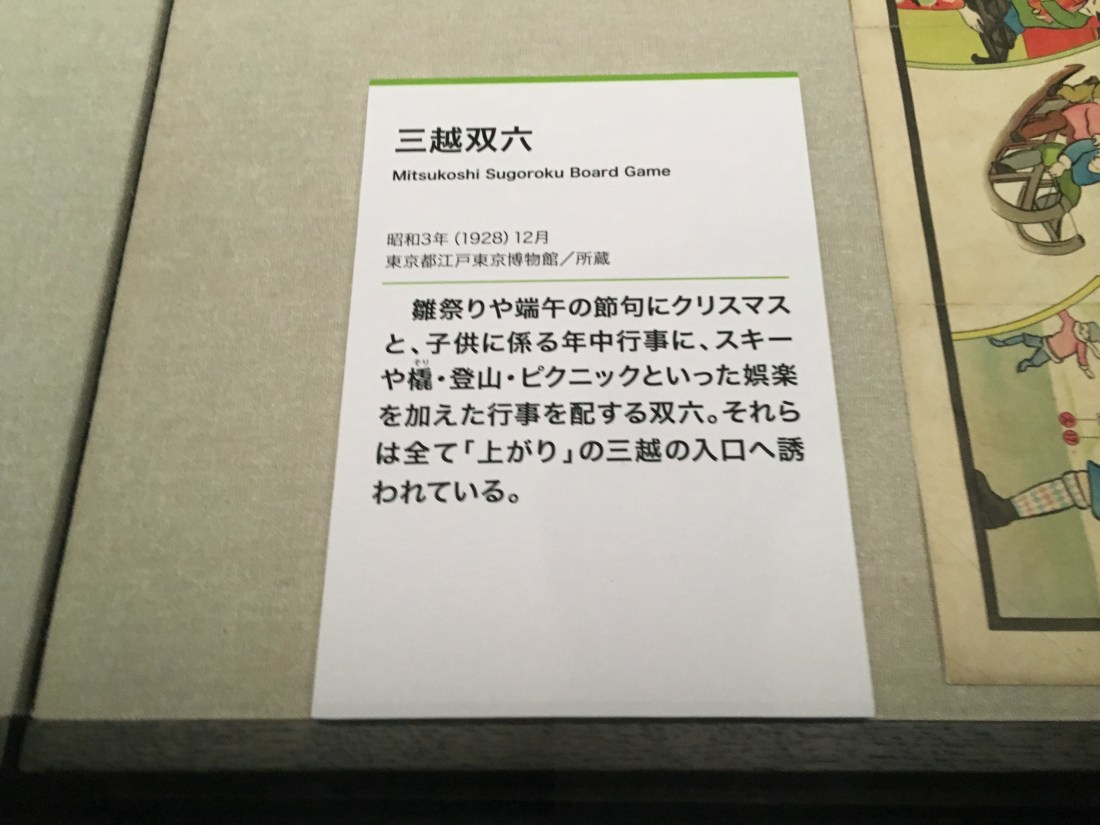 三越双六
Mitsukoshi Sugoroku Board Game
昭和3年（1928）12月
東京都江戸東京博物館／所蔵
雛祭りや端午の節句にクリスマス
と、子供に係る年中行事に、スキー
そり
や橇・登山・ピクニックといった娯楽
を加えた行事を配する双六。それら
は全て「上がり」の三越の入口へ誘
われている。